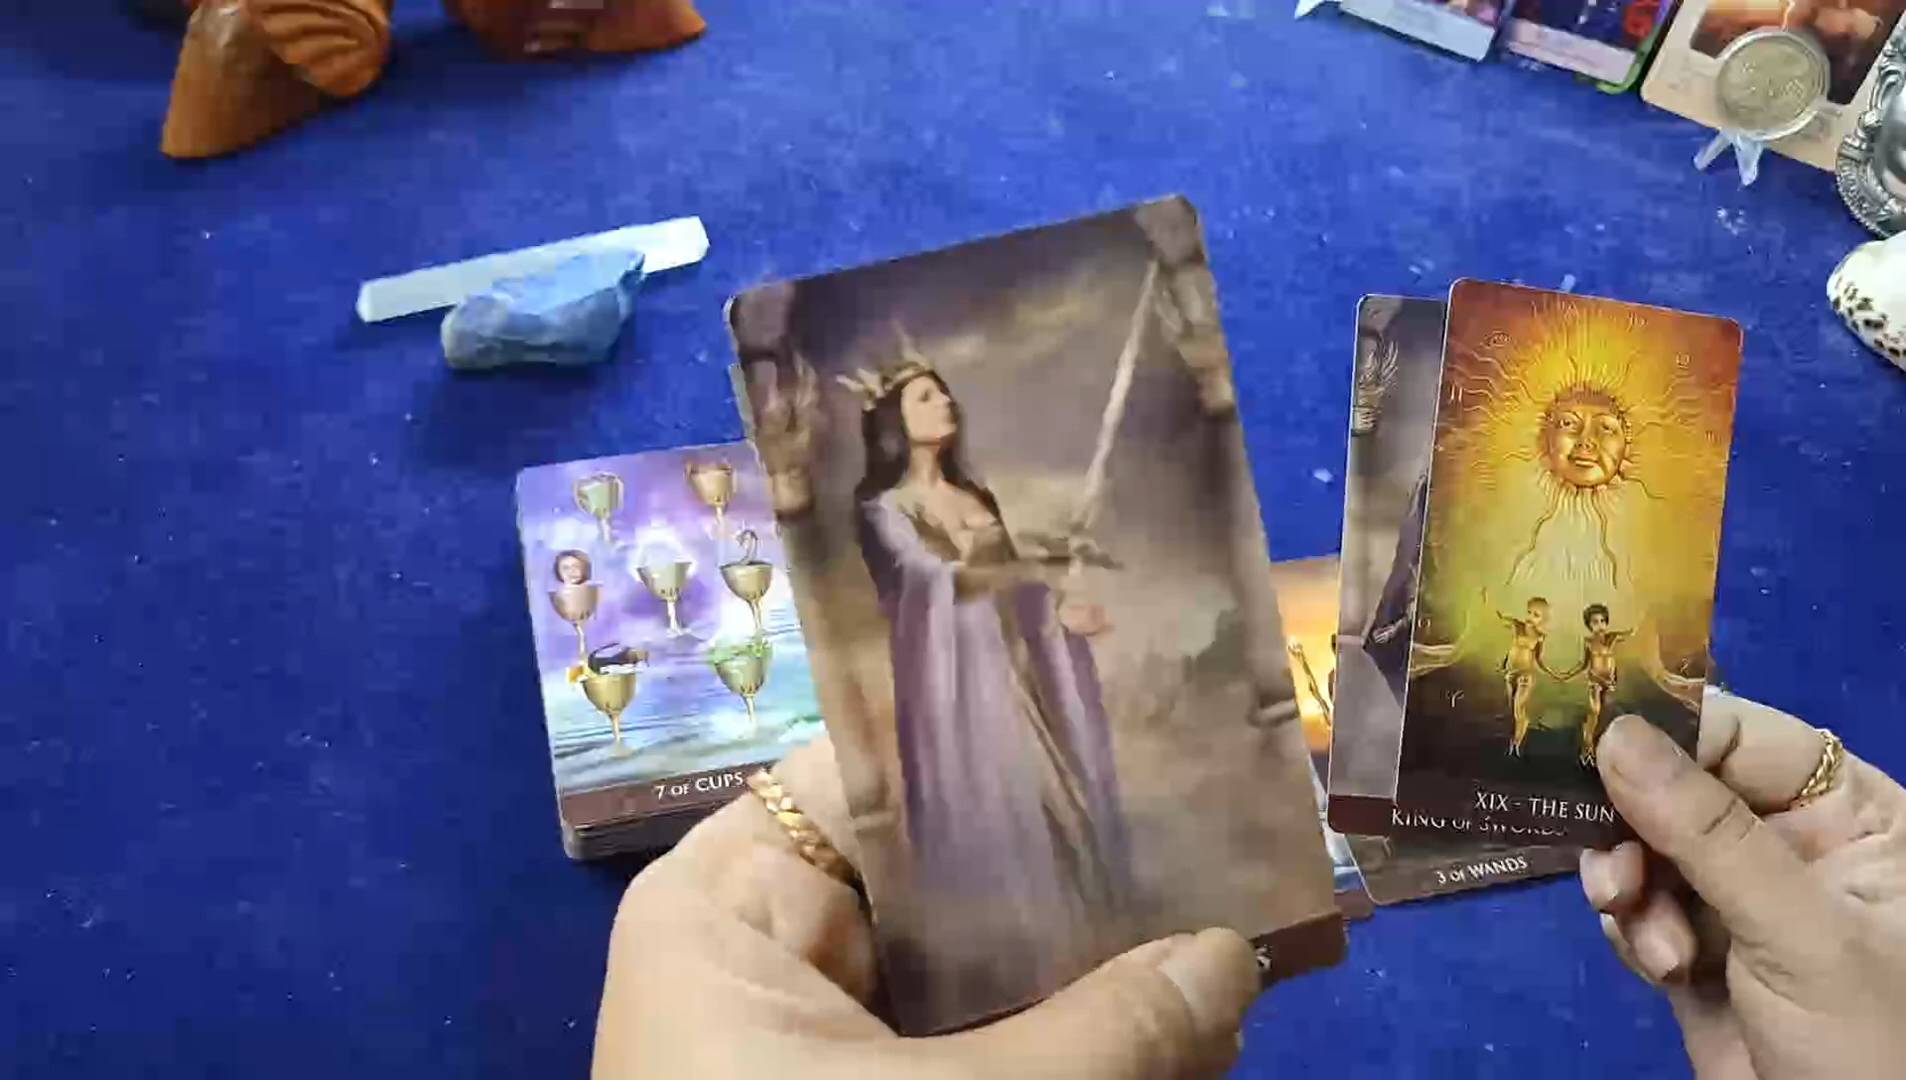 7 OF CUPS
XIX - THE SUN
KING OF SWORDS
3 OF WANDS
S